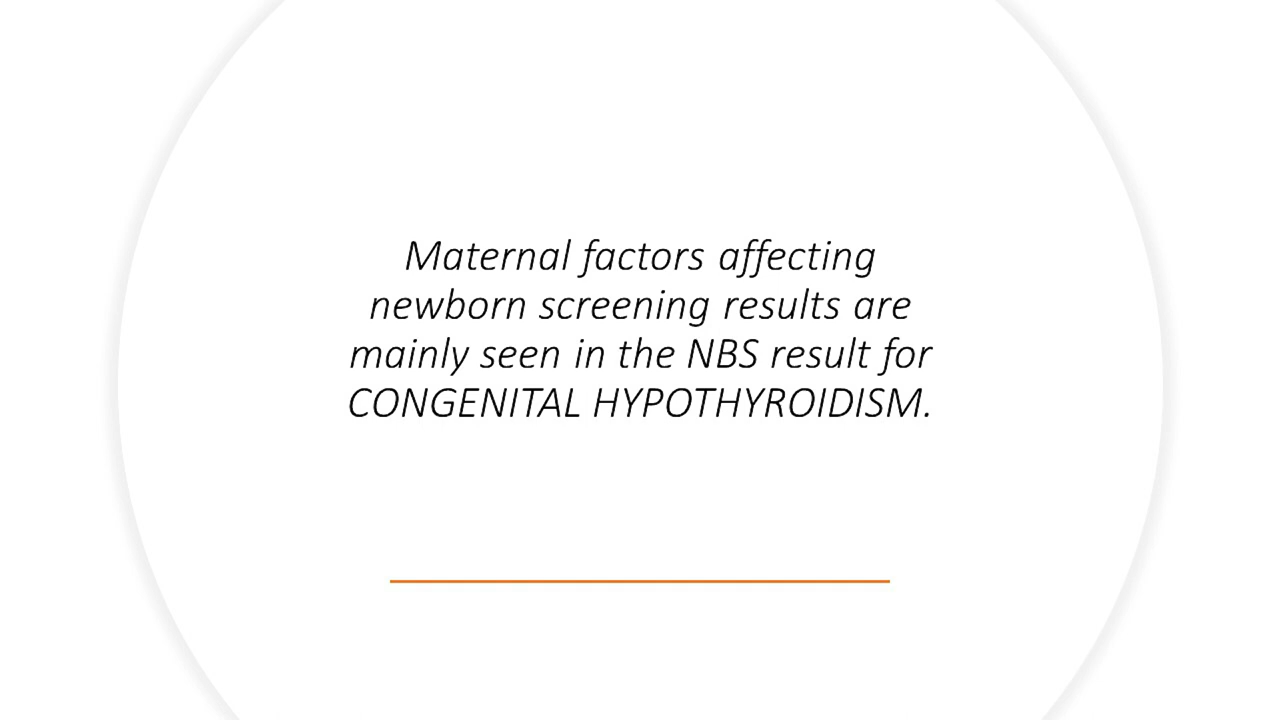 Maternal factors affecting
newborn screening results are
mainly seen in the NBS result for
CONGENITAL HYPOTHYROIDISM.